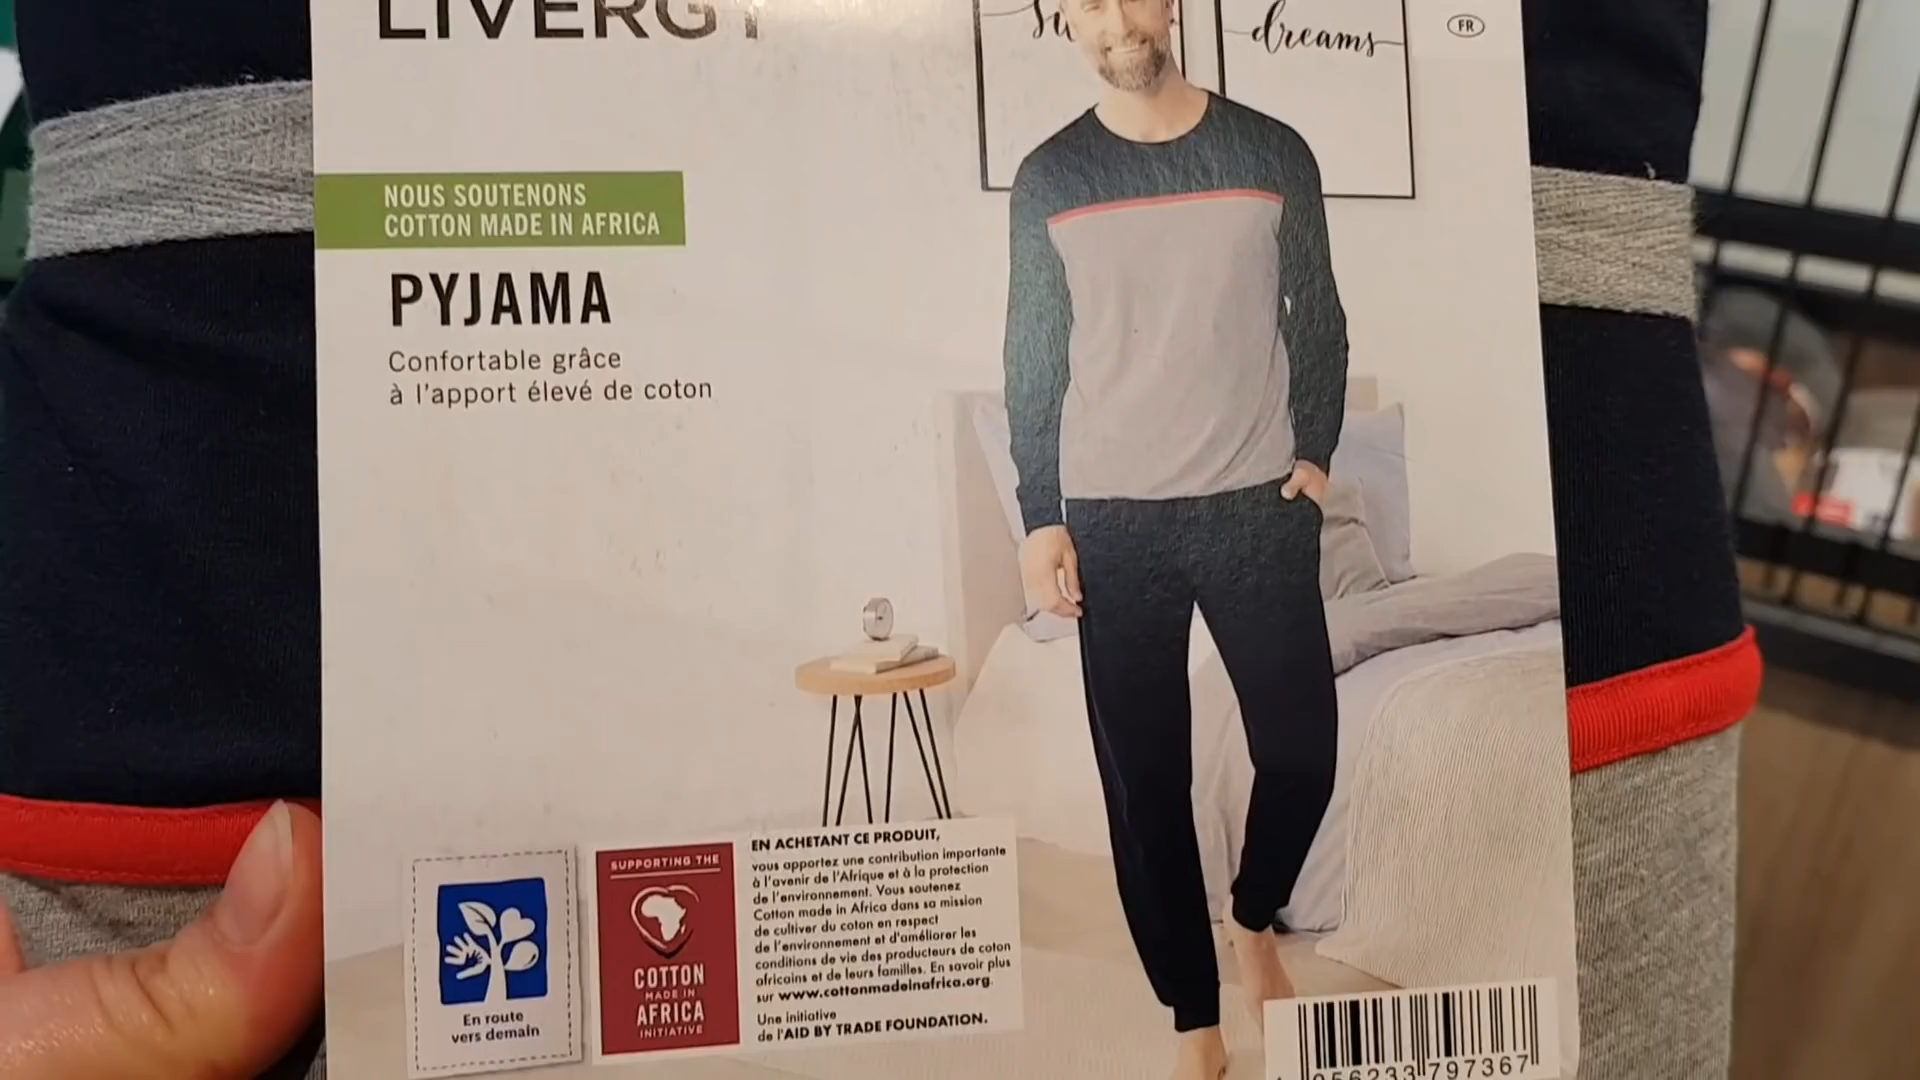 LIVERGY
dreams
FR
NOUS SOUTENONS
COTTON MADE IN AFRICA
PYJAMA
Confortable grâce
à l'apport élevé de coton
En route
vers demain
SUPPORTING THE
COTTON
MADE IN
AFRICA
INITIATIVE
EN ACHETANT CE PRODUIT,
vous apportez une contribution importante
à l'avenir de l'Afrique et à la protection
de l'environnement. Vous soutenez
Cotton made in Africa dans sa mission
de cultiver du coton en respect
de l'environnement et d'améliorer les
conditions de vie des producteurs de coton
africains et de leurs familles. En savoir plus
sur www.cottonmadeinafrica.org.
Une initiative
de l'AID BY TRADE FOUNDATION.
056233 797367